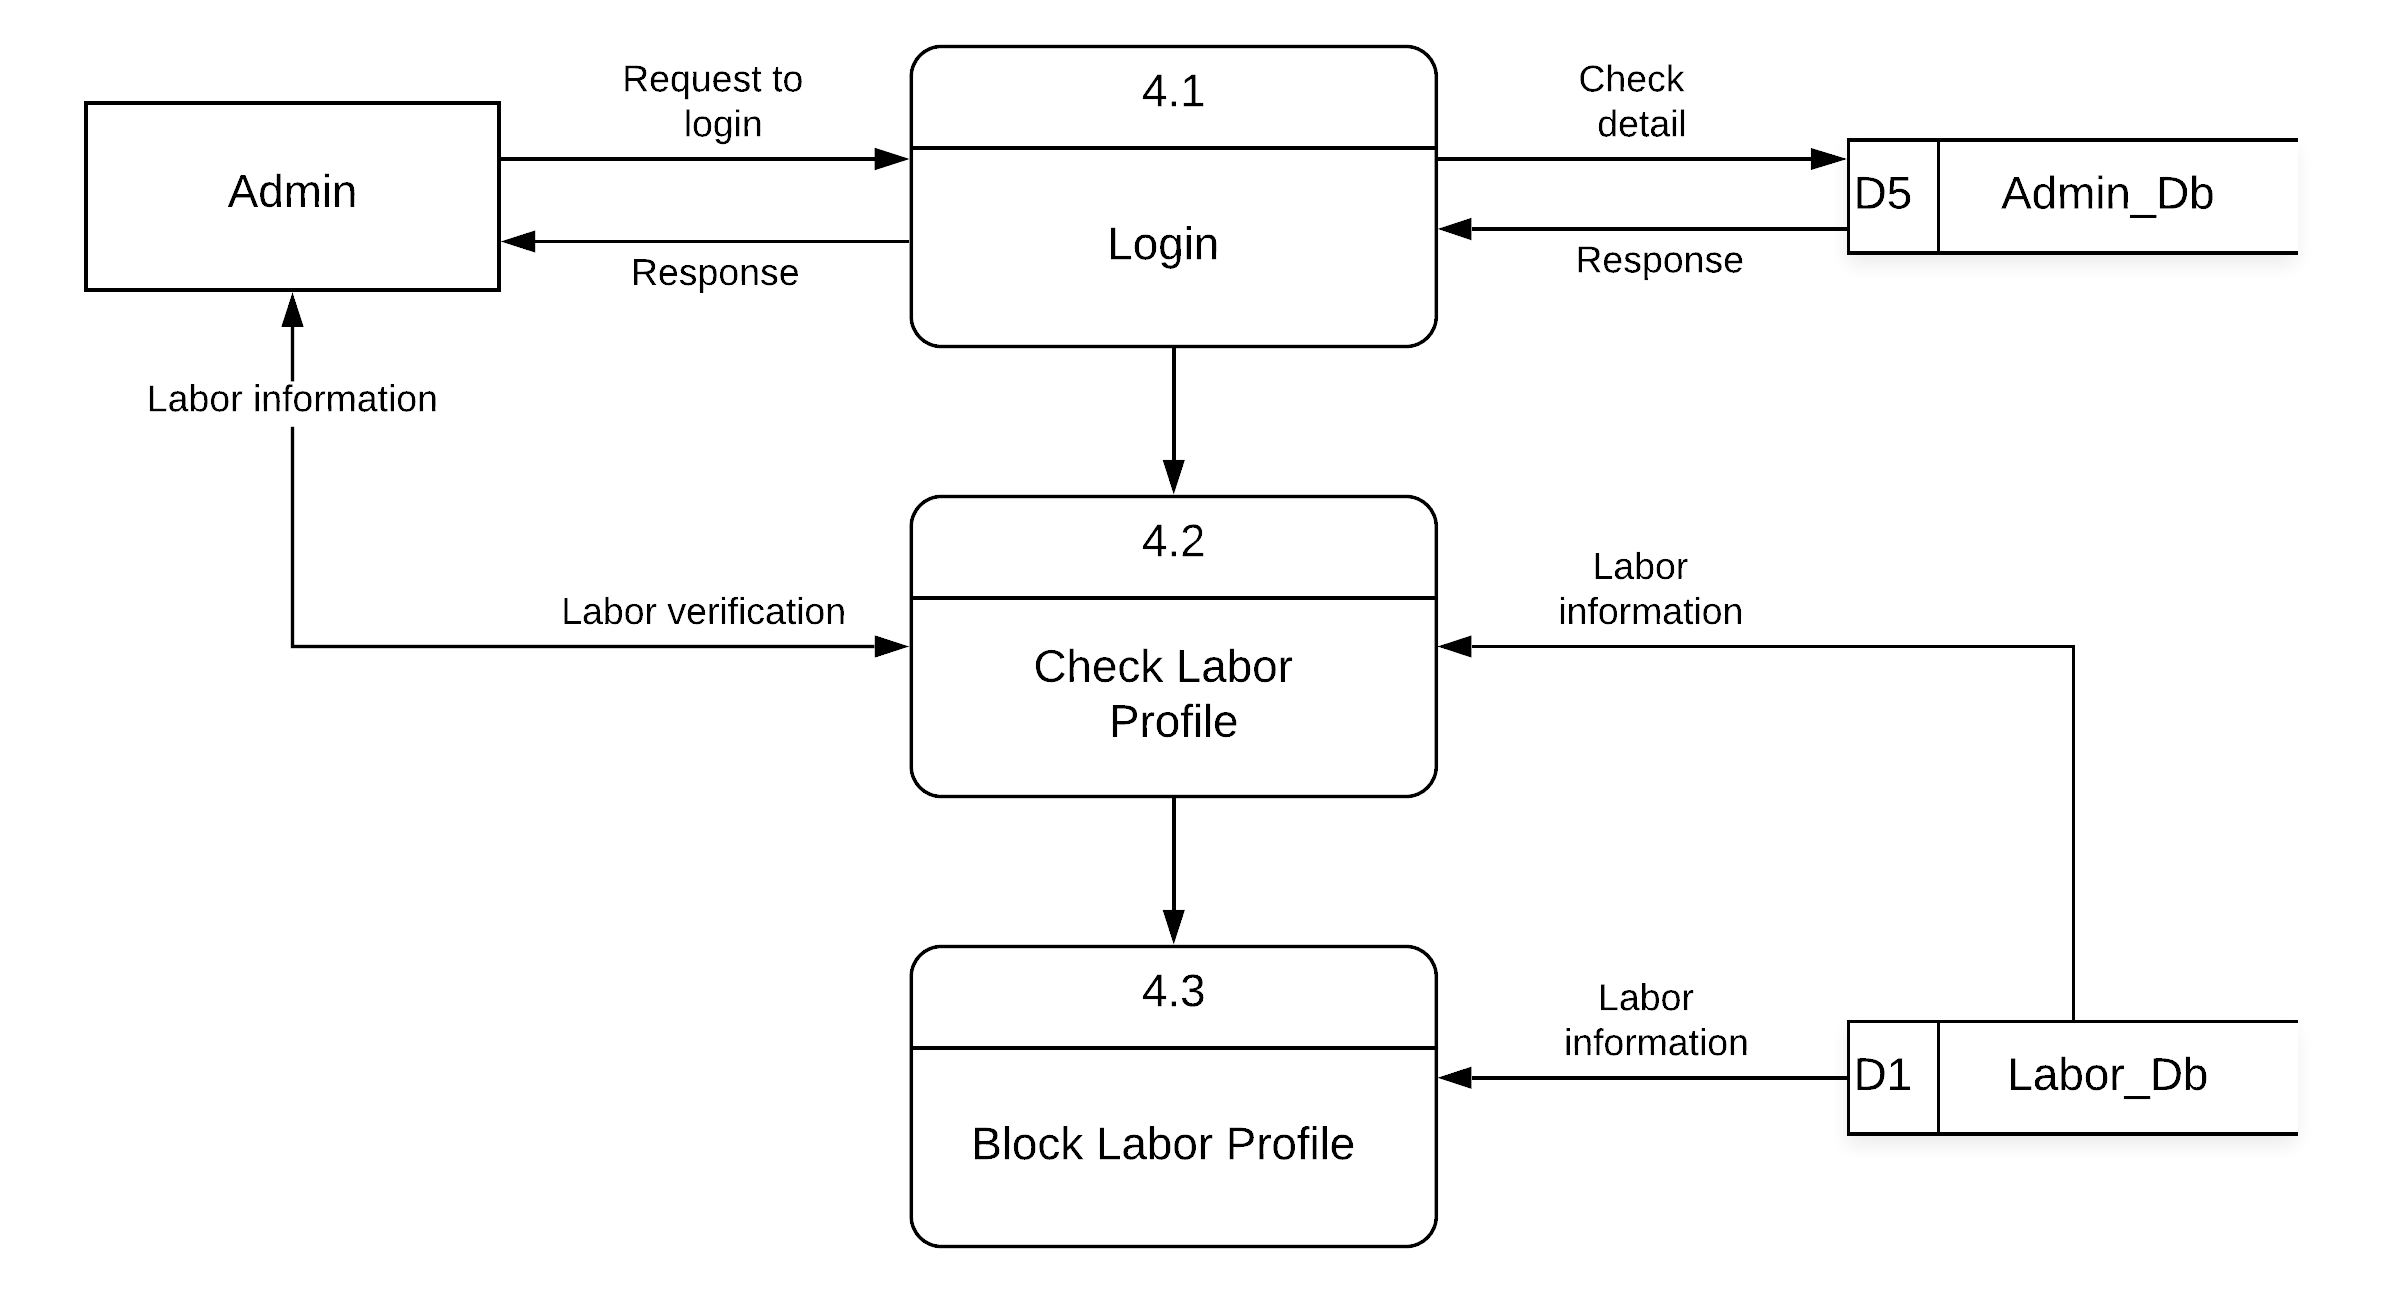 Request to
login
4.1
Check
detail
Admin
Login
D5
Admin_Db
Response
Response
Labor information
4.2
Labor
information
Labor verification
Check Labor
Profile
4.3
Labor
information
D1
Labor_Db
Block Labor Profile